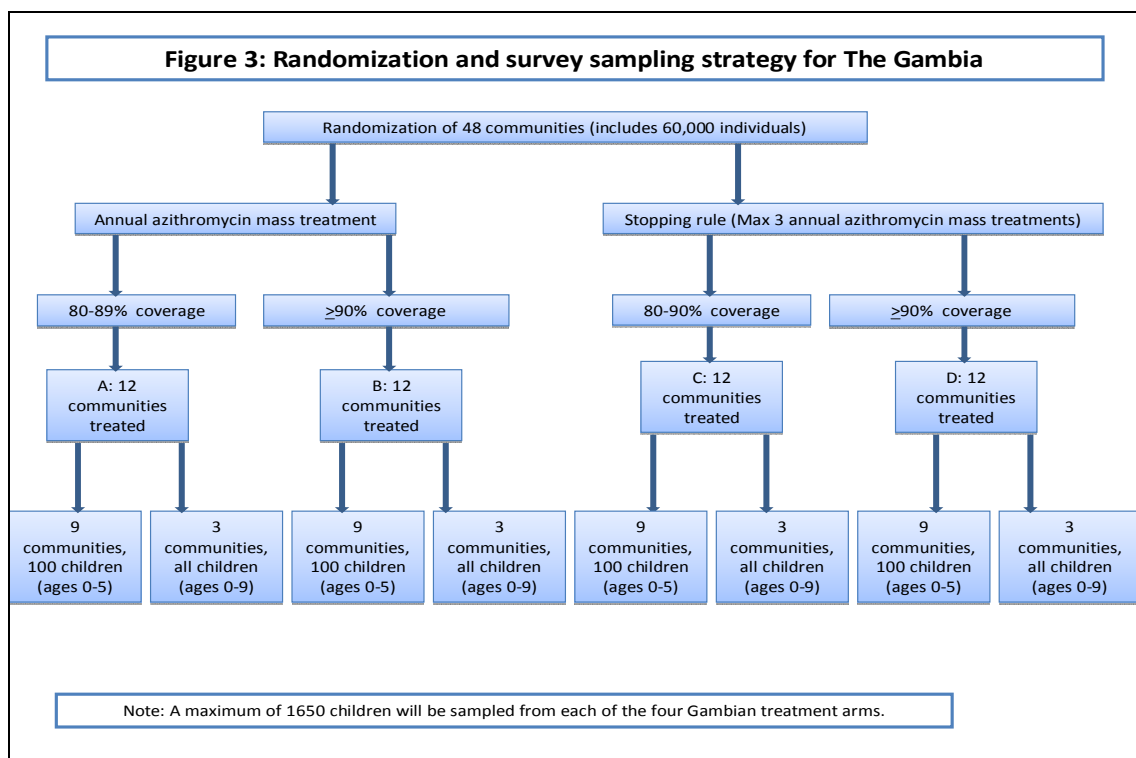 Figure 3: Randomization and survey sampling strategy for The Gambia
Randomization of 48 communities (includes 60,000 individuals)
Annual azithromycin mass treatment
Stopping rule (Max 3 annual azithromycin mass treatments)
80-89% coverage
≥90% coverage
80-90% coverage
≥90% coverage
A: 12
communities
treated
B: 12
communities
treated
C: 12
communities
treated
D: 12
communities
treated
9
communities,
100 children
(ages 0-5)
3
communities,
all children
(ages 0-9)
9
communities,
100 children
(ages 0-5)
3
communities,
all children
(ages 0-9)
9
communities,
100 children
(ages 0-5)
3
communities,
all children
(ages 0-9)
9
communities,
100 children
(ages 0-5)
3
communities,
all children
(ages 0-9)
Note: A maximum of 1650 children will be sampled from each of the four Gambian treatment arms.